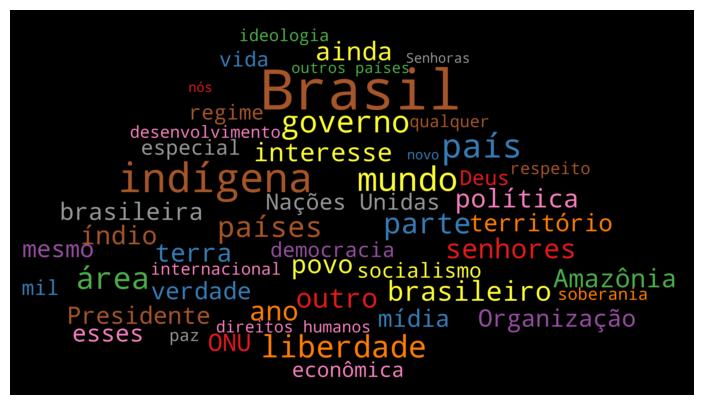 ideologia
ainda
vida
Senhoras
outros países
Brasil
nós
regime
governo
qualquer
desenvolvimento
país
especial
interesse
novo
respeito
indígena
mundo
Deus
política
Nações Unidas
brasileira
países
parte
território
índio
mesmo
terra
democracia
senhores
povo
socialismo
internacional
área
Amazônia
mil
verdade
brasileiro
soberania
outro
ano
Presidente
mídia
Organização
direitos humanos
esses
paz
ONU
liberdade
econômica